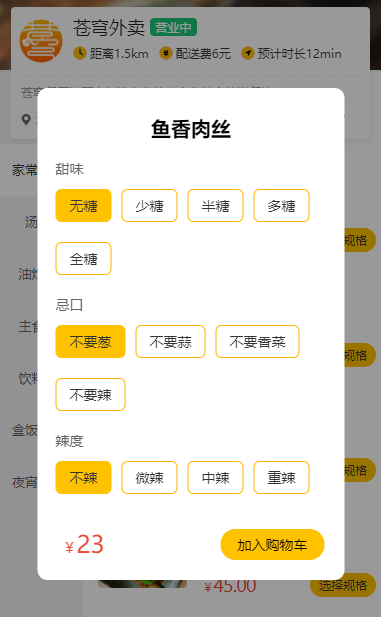 苍穹外卖 营业中
距离1.5km 配送费6元 预计时长12min
鱼香肉丝
甜味
无糖 少糖 半糖 多糖
全糖
忌口
不要葱 不要蒜 不要香菜
不要辣
辣度
不辣 微辣 中辣 重辣
¥23 加入购物车
家常
汤
主食
饮料
盒饭
夜宵
规格
规格
规格
¥45.00 选择规格